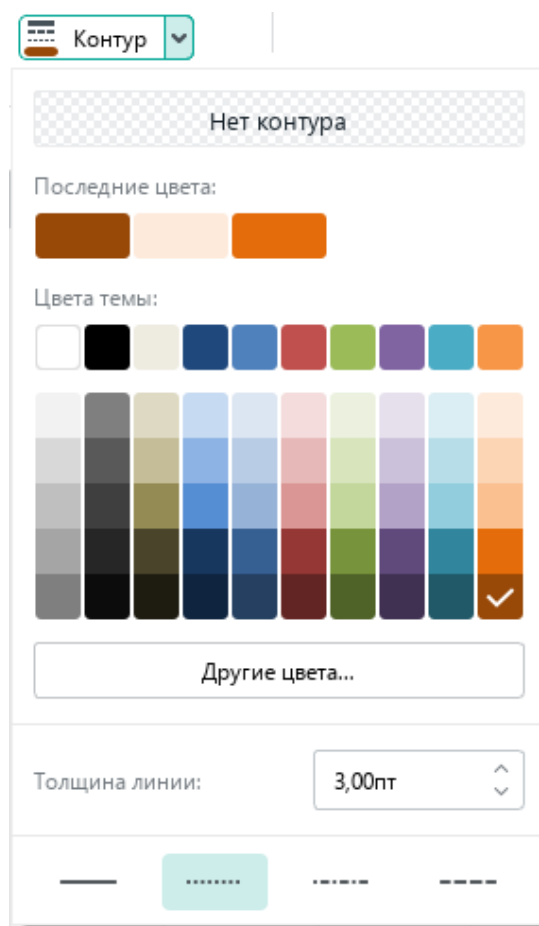 Контур
Нет контура
Последние цвета:
Цвета темы:
Другие цвета...
Толщина линии:
3,00пт